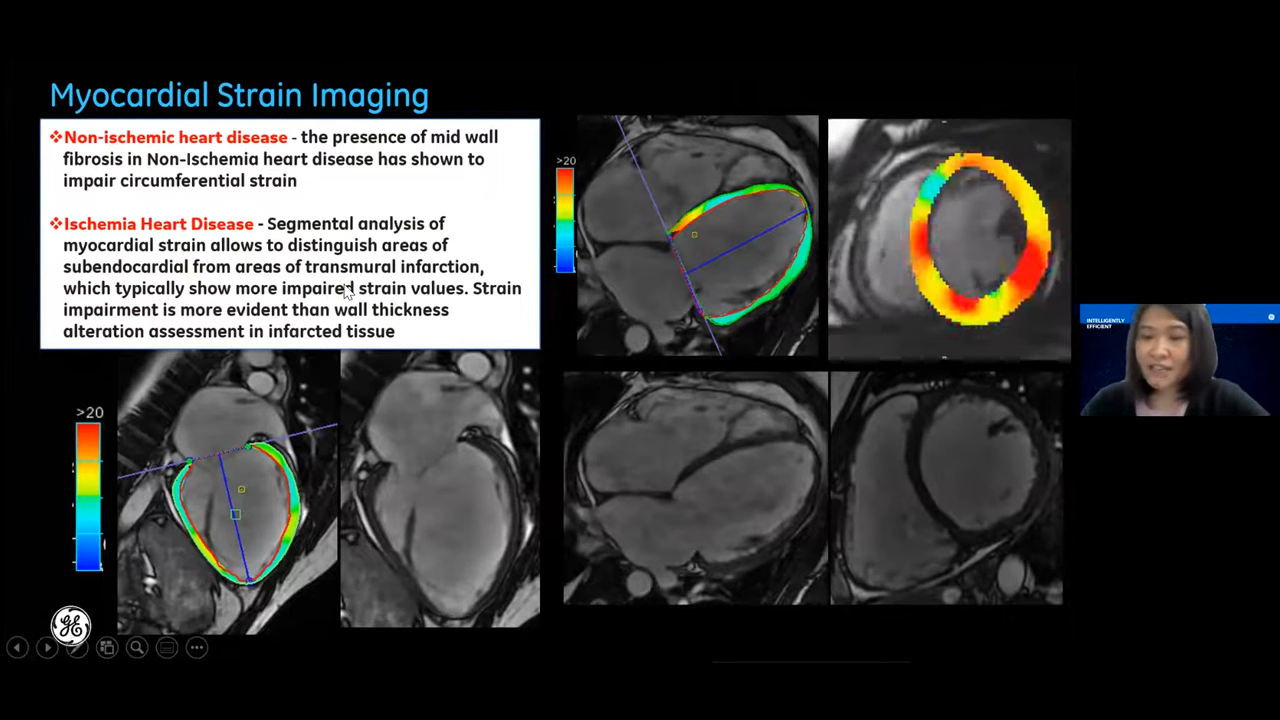 Myocardial Strain Imaging
❖Non-ischemic heart disease - the presence of mid wall
fibrosis in Non-Ischemia heart disease has shown to
impair circumferential strain
❖Ischemia Heart Disease - Segmental analysis of
myocardial strain allows to distinguish areas of
subendocardial from areas of transmural infarction,
which typically show more impaired strain values. Strain
impairment is more evident than wall thickness
alteration assessment in infarcted tissue
>20
>20
INTELLIGENTLY
EFFICIENT
GE